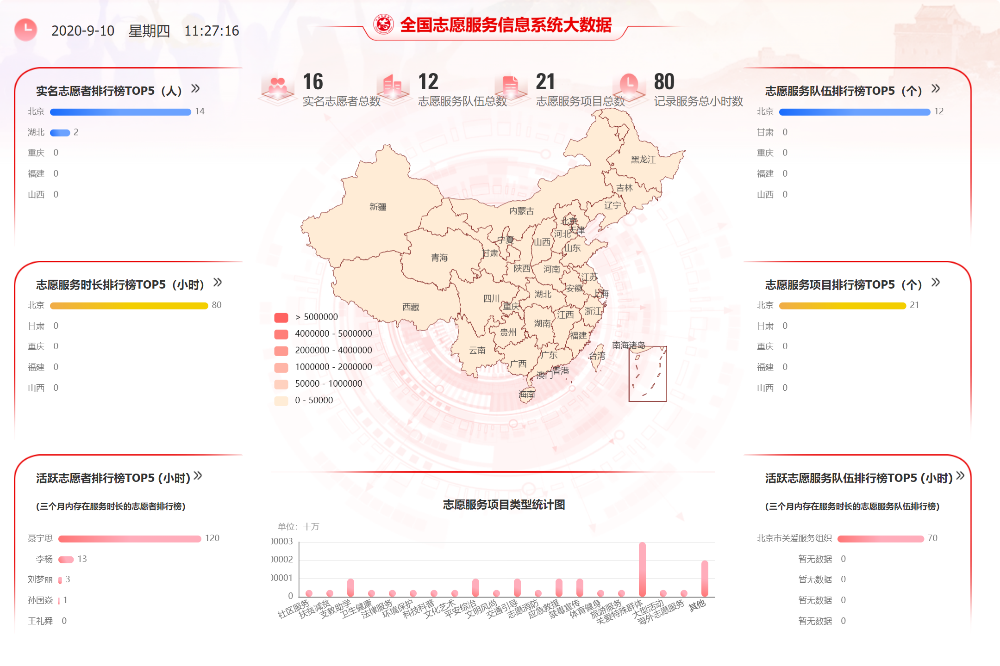 2020-9-10 星期四 11:27:16
全国志愿服务信息系统大数据
16
实名志愿者总数
12
志愿服务队伍总数
21
志愿服务项目总数
80
记录服务总小时数
实名志愿者排行榜TOP5（人）
北京 14
湖北 2
重庆 0
福建 0
山西 0
志愿服务时长排行榜TOP5（小时）
北京 80
甘肃 0
重庆 0
福建 0
山西 0
活跃志愿者排行榜TOP5 (小时)
(三个月内存在服务时长的志愿者排行榜)
聂宇思 120
李杨 13
刘梦丽 3
孙国焱 1
王礼舜 0
黑龙江
吉林
辽宁
新疆
内蒙古
北京
天津
河北
宁夏
山西
山东
甘肃
青海
陕西
河南
江苏
安徽
上海
湖北
四川
重庆
西藏
浙江
江西
湖南
贵州
福建
云南
广东
广西
台湾
南海诸岛
香港
澳门
海南
> 5000000
4000000 - 5000000
2000000 - 4000000
1000000 - 2000000
50000 - 1000000
0 - 50000
志愿服务项目类型统计图
单位：十万
00003
00002
00001
0
社区服务
扶贫减贫
支教助学
卫生健康
法律服务
环境保护
科技科普
文化艺术
平安综治
文明风尚
交通引导
志愿消防
应急救援
禁毒宣传
体育健身
旅游服务
关爱特殊群体
大型活动
海外志愿服务
其他
志愿服务队伍排行榜TOP5（个）
北京 12
甘肃 0
重庆 0
福建 0
山西 0
志愿服务项目排行榜TOP5（个）
北京 21
甘肃 0
重庆 0
福建 0
山西 0
活跃志愿服务队伍排行榜TOP5 (小时)
(三个月内存在服务时长的志愿服务队伍排行榜)
北京市关爱服务组织 70
暂无数据 0
暂无数据 0
暂无数据 0
暂无数据 0